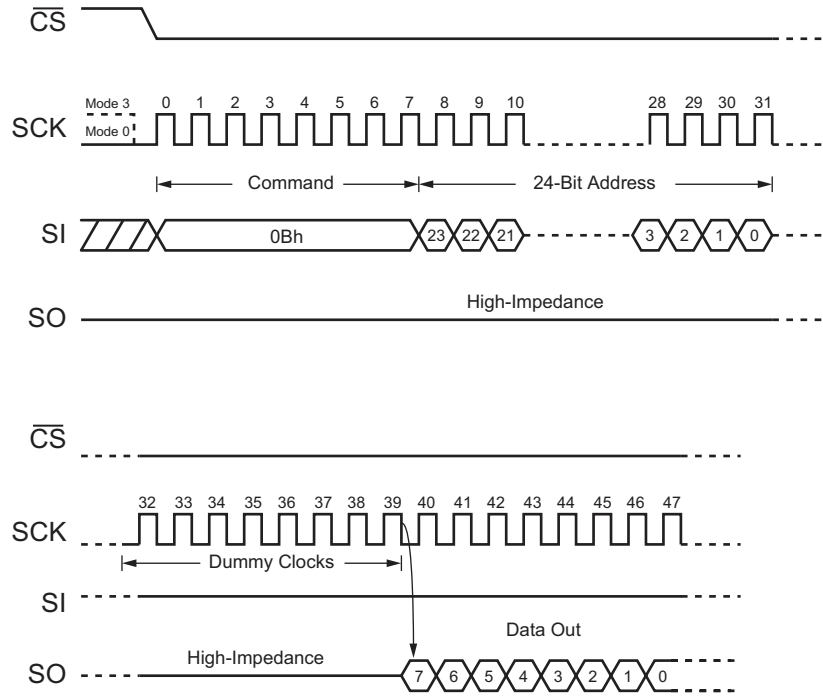 CS
Mode 3 0 1 2 3 4 5 6 7 8 9 10 28 29 30 31
SCK
Mode 0
Command 24-Bit Address
SI 0Bh 23 22 21 3 2 1 0
High-Impedance
SO
CS
32 33 34 35 36 37 38 39 40 41 42 43 44 45 46 47
SCK
Dummy Clocks
SI
Data Out
High-Impedance
SO 7 6 5 4 3 2 1 0